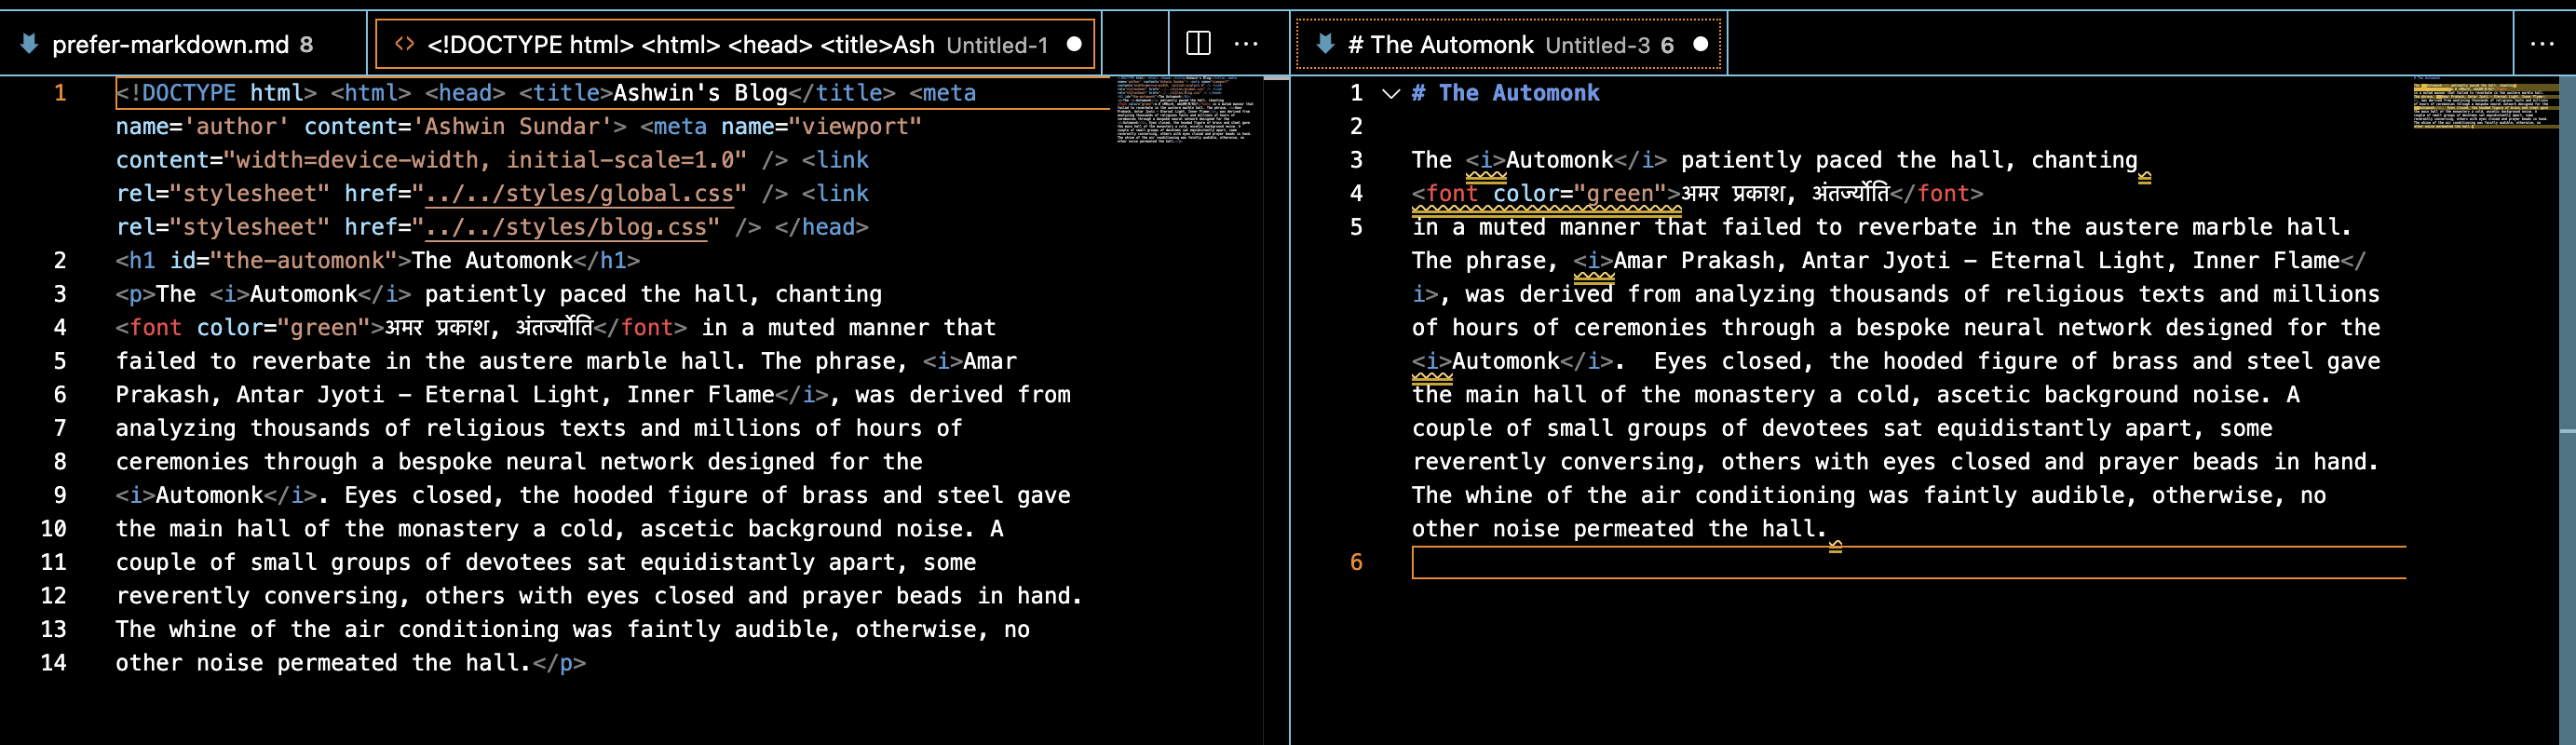 prefer-markdown.md 8
<> <!DOCTYPE html> <html> <head> <title>Ash Untitled-1
# The Automonk Untitled-3 6
1 <!DOCTYPE html> <html> <head> <title>Ashwin's Blog</title> <meta
name='author' content='Ashwin Sundar'> <meta name="viewport"
content="width=device-width, initial-scale=1.0" /> <link
rel="stylesheet" href="../../styles/global.css" /> <link
rel="stylesheet" href="../../styles/blog.css" /> </head>
2 <h1 id="the-automonk">The Automonk</h1>
3 <p>The <i>Automonk</i> patiently paced the hall, chanting
4 <font color="green">अमर प्रकाश, अंतर्ज्योति</font> in a muted manner that
5 failed to reverbate in the austere marble hall. The phrase, <i>Amar
6 Prakash, Antar Jyoti – Eternal Light, Inner Flame</i>, was derived from
7 analyzing thousands of religious texts and millions of hours of
8 ceremonies through a bespoke neural network designed for the
9 <i>Automonk</i>. Eyes closed, the hooded figure of brass and steel gave
10 the main hall of the monastery a cold, ascetic background noise. A
11 couple of small groups of devotees sat equidistantly apart, some
12 reverently conversing, others with eyes closed and prayer beads in hand.
13 The whine of the air conditioning was faintly audible, otherwise, no
14 other noise permeated the hall.</p>
1 # The Automonk
2
3 The <i>Automonk</i> patiently paced the hall, chanting
4 <font color="green">अमर प्रकाश, अंतर्ज्योति</font>
5 in a muted manner that failed to reverbate in the austere marble hall.
The phrase, <i>Amar Prakash, Antar Jyoti – Eternal Light, Inner Flame</
i>, was derived from analyzing thousands of religious texts and millions
of hours of ceremonies through a bespoke neural network designed for the
<i>Automonk</i>.  Eyes closed, the hooded figure of brass and steel gave
the main hall of the monastery a cold, ascetic background noise. A
couple of small groups of devotees sat equidistantly apart, some
reverently conversing, others with eyes closed and prayer beads in hand.
The whine of the air conditioning was faintly audible, otherwise, no
other noise permeated the hall.
6